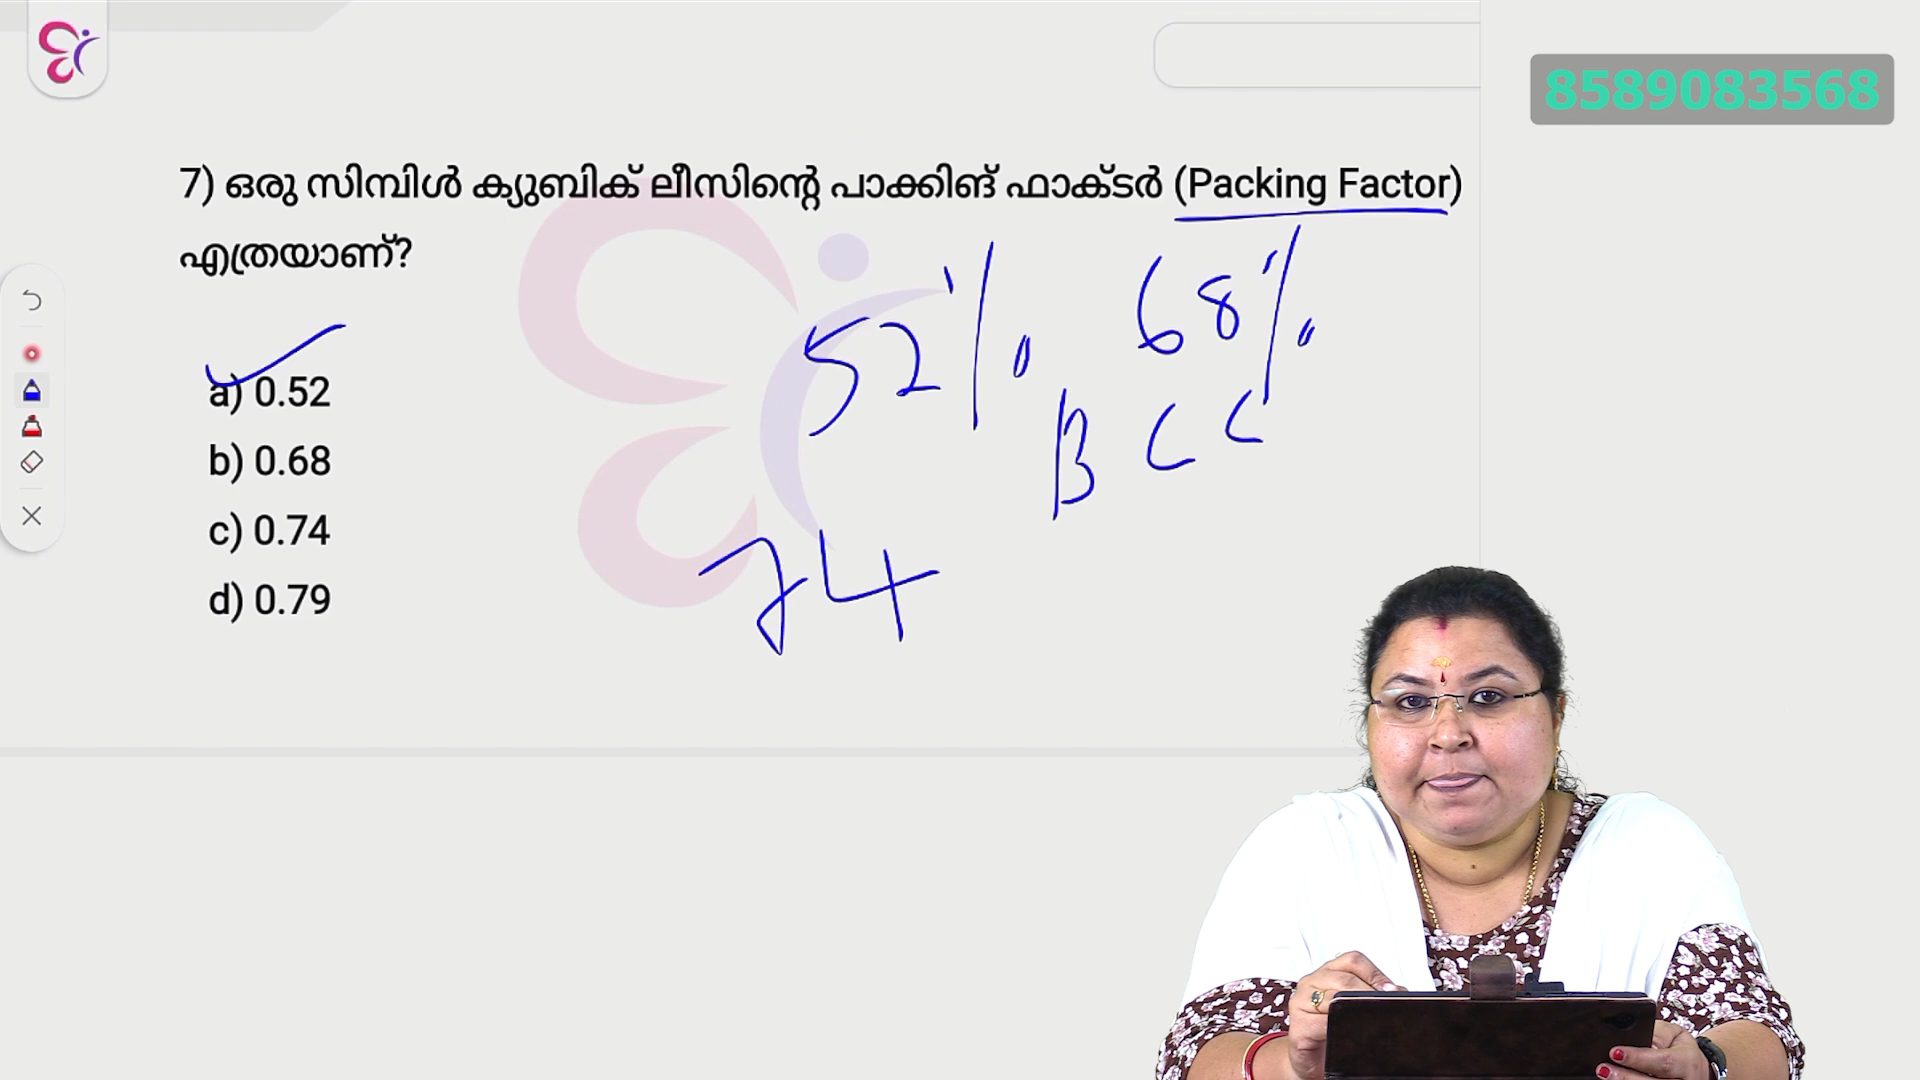 8589083568
7) ഒരു സിമ്പിൾ ക്യുബിക് ലീസിന്റെ പാക്കിങ് ഫാക്ടർ (Packing Factor)
എത്രയാണ്?
52% 68%
a) 0.52
BCC
b) 0.68
c) 0.74
74
d) 0.79